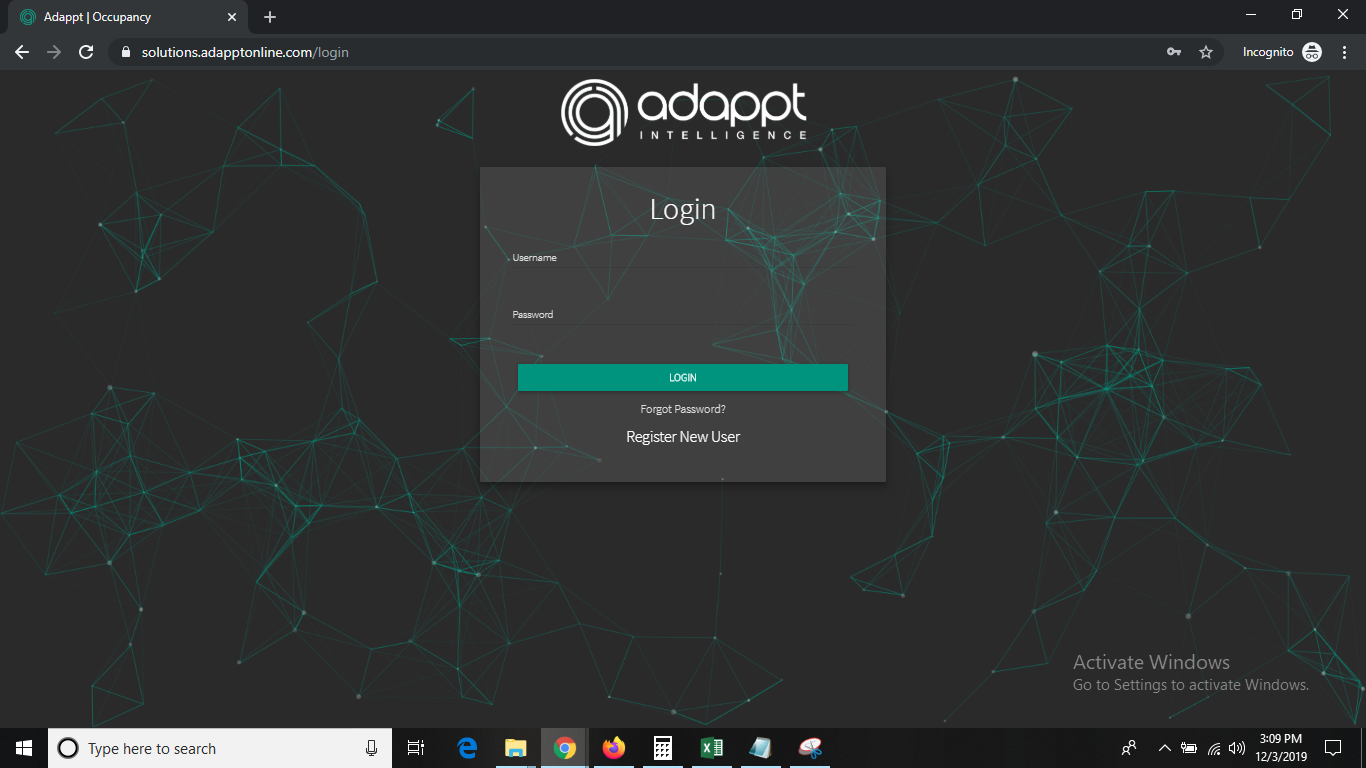 Adappt | Occupancy
solutions.adapptonline.com/login
Incognito
adappt
INTELLIGENCE
Login
Username
Password
LOGIN
Forgot Password?
Register New User
Activate Windows
Go to Settings to activate Windows.
Type here to search
3:09 PM
12/3/2019